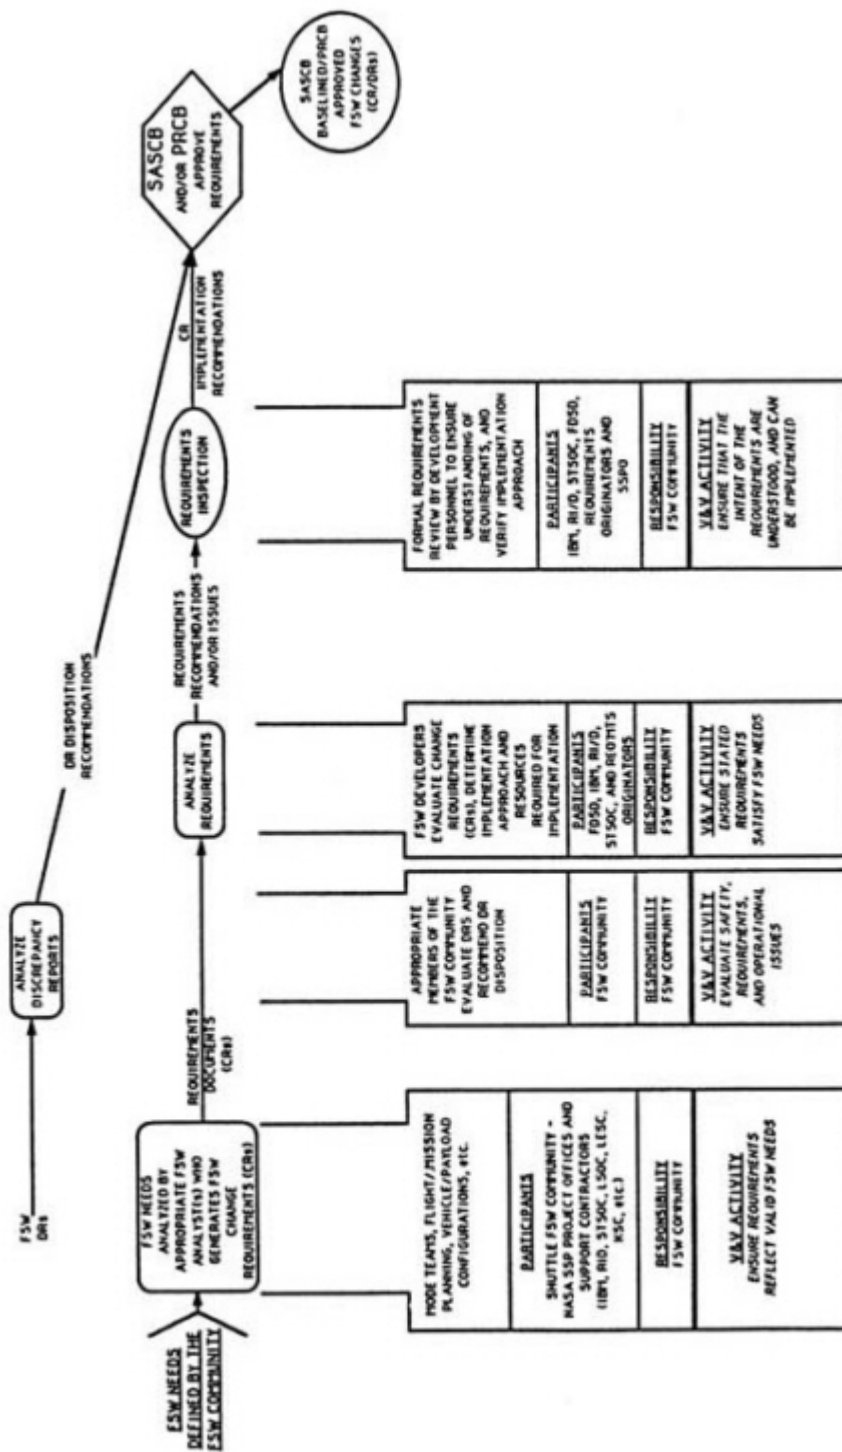 FSW
DRs
ANALYZE
DISCREPANCY
REPORTS
DR DISPOSITION
RECOMMENDATIONS
FSW NEEDS
DEFINED BY THE
FSW COMMUNITY
FSW NEEDS
ANALYZED BY
APPROPRIATE FSW
ANALYST(s) WHO
GENERATES FSW
CHANGE
REQUIREMENTS (CRs)
REQUIREMENTS
DOCUMENTS
(CRs)
ANALYZE
REQUIREMENTS
REQUIREMENTS
RECOMMENDATIONS
AND/OR ISSUES
REQUIREMENTS
INSPECTION
CR
IMPLEMENTATION
RECOMMENDATIONS
SASCB
AND/OR PRCB
APPROVE
REQUIREMENTS
SASCB
BASELINED/PRCB
APPROVED
FSW CHANGES
(CR/DRs)
MODE TEAMS, FLIGHT/MISSION
PLANNING, VEHICLE/PAYLOAD
CONFIGURATIONS, etc.
PARTICIPANTS
SHUTTLE FSW COMMUNITY -
NASA SSP PROJECT OFFICES AND
SUPPORT CONTRACTORS
(IBM, RID, STSOC, LSOC, LESC,
KSC, etc.)
RESPONSIBILITY
FSW COMMUNITY
V&V ACTIVITY
ENSURE REQUIREMENTS
REFLECT VALID FSW NEEDS
APPROPRIATE
MEMBERS OF THE
FSW COMMUNITY
EVALUATE DRS AND
RECOMMEND DR
DISPOSITION
PARTICIPANTS
FSW COMMUNITY
RESPONSIBILITY
FSW COMMUNITY
V&V ACTIVITY
EVALUATE SAFETY,
REQUIREMENTS,
AND OPERATIONAL
ISSUES
FSW DEVELOPERS
EVALUATE CHANGE
REQUIREMENTS
(CRs), DETERMINE
IMPLEMENTATION
APPROACH AND
RESOURCES
REQUIRED FOR
IMPLEMENTATION
PARTICIPANTS
FDSD, IBM, RI/D,
STSOC, AND REQMTS
ORIGINATORS
RESPONSIBILITY
FSW COMMUNITY
V&V ACTIVITY
ENSURE STATED
REQUIREMENTS
SATISFY FSW NEEDS
FORMAL REQUIREMENTS
REVIEW BY DEVELOPMENT
PERSONNEL TO ENSURE
UNDERSTANDING OF
REQUIREMENTS, AND
VERIFY IMPLEMENTATION
APPROACH
PARTICIPANTS
IBM, RI/D, STSOC, FDSD,
REQUIREMENTS
ORIGINATORS AND
SSPO
RESPONSIBILITY
FSW COMMUNITY
V&V ACTIVITY
ENSURE THAT THE
INTENT OF THE
REQUIREMENTS ARE
UNDERSTOOD, AND CAN
BE IMPLEMENTED